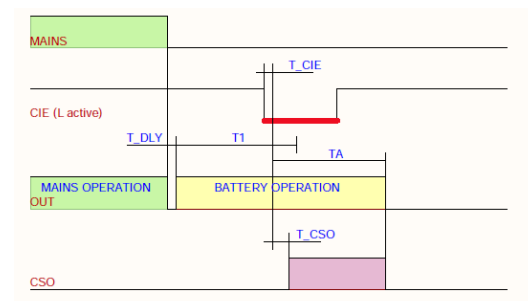 MAINS
T_CIE
CIE (L active)
T_DLY T1
TA
MAINS OPERATION BATTERY OPERATION
OUT
T_CSO
CSO